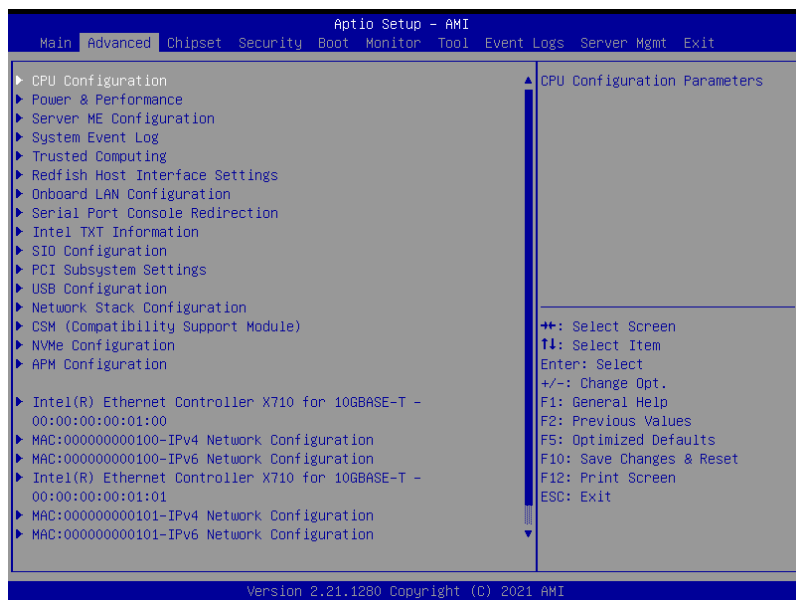 Aptio Setup - AMI
Main Advanced Chipset Security Boot Monitor Tool Event Logs Server Mgmt Exit
CPU Configuration
Power & Performance
Server ME Configuration
System Event Log
Trusted Computing
Redfish Host Interface Settings
Onboard LAN Configuration
Serial Port Console Redirection
Intel TXT Information
SIO Configuration
PCI Subsystem Settings
USB Configuration
Network Stack Configuration
CSM (Compatibility Support Module)
NVMe Configuration
APM Configuration
Intel(R) Ethernet Controller X710 for 10GBASE-T -
00:00:00:00:01:00
MAC:000000000100-IPv4 Network Configuration
MAC:000000000100-IPv6 Network Configuration
Intel(R) Ethernet Controller X710 for 10GBASE-T -
00:00:00:00:01:01
MAC:000000000101-IPv4 Network Configuration
MAC:000000000101-IPv6 Network Configuration
CPU Configuration Parameters
→←: Select Screen
↑↓: Select Item
Enter: Select
+/-: Change Opt.
F1: General Help
F2: Previous Values
F5: Optimized Defaults
F10: Save Changes & Reset
F12: Print Screen
ESC: Exit
Version 2.21.1280 Copyright (C) 2021 AMI